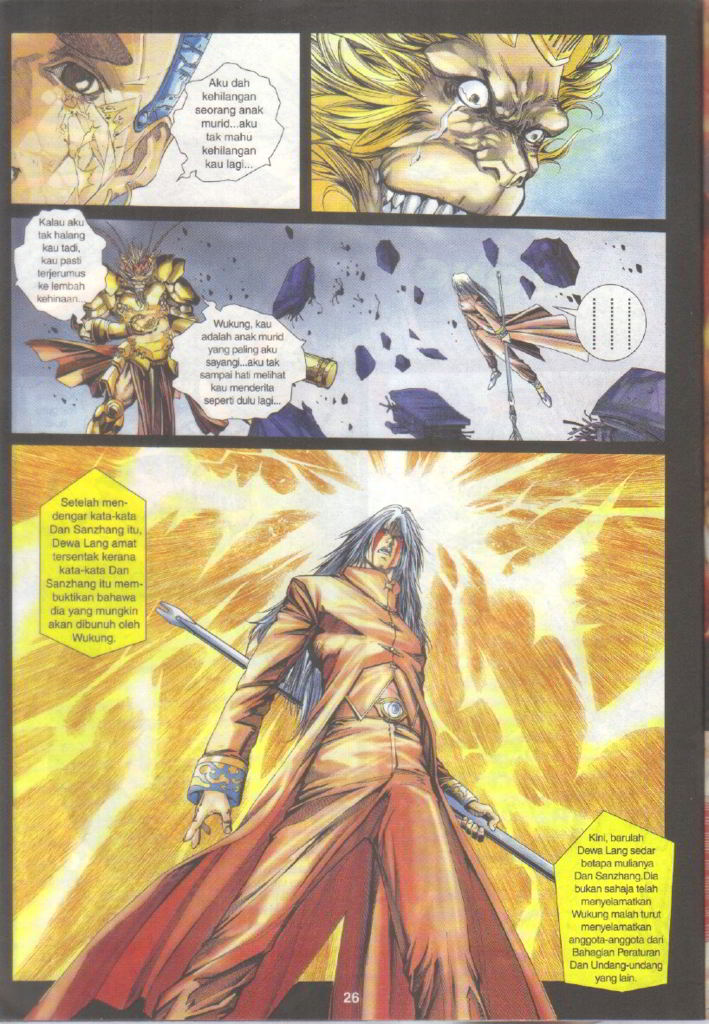 Aku dah
kehilangan
seorang anak
murid...aku
tak mahu
kehilangan
kau lagi...
Kalau aku
tak halang
kau tadi,
kau pasti
terjerumus
ke lembah
kehinaan...
Wukung, kau
adalah anak murid
yang paling aku
sayangi...aku tak
sampai hati melihat
kau menderita
seperti dulu lagi...
Setelah men-
dengar kata-kata
Dan Sanzhang itu,
Dewa Lang amat
tersentak kerana
kata-kata Dan
Sanzhang itu mem-
buktikan bahawa
dia yang mungkin
akan dibunuh oleh
Wukung.
Kini, barulah
Dewa Lang sedar
betapa mulianya
Dan Sanzhang.Dia
bukan sahaja telah
menyelamatkan
Wukung malah turut
menyelamatkan
anggota-anggota dari
Bahagian Peraturan
Dan Undang-undang
yang lain.
26